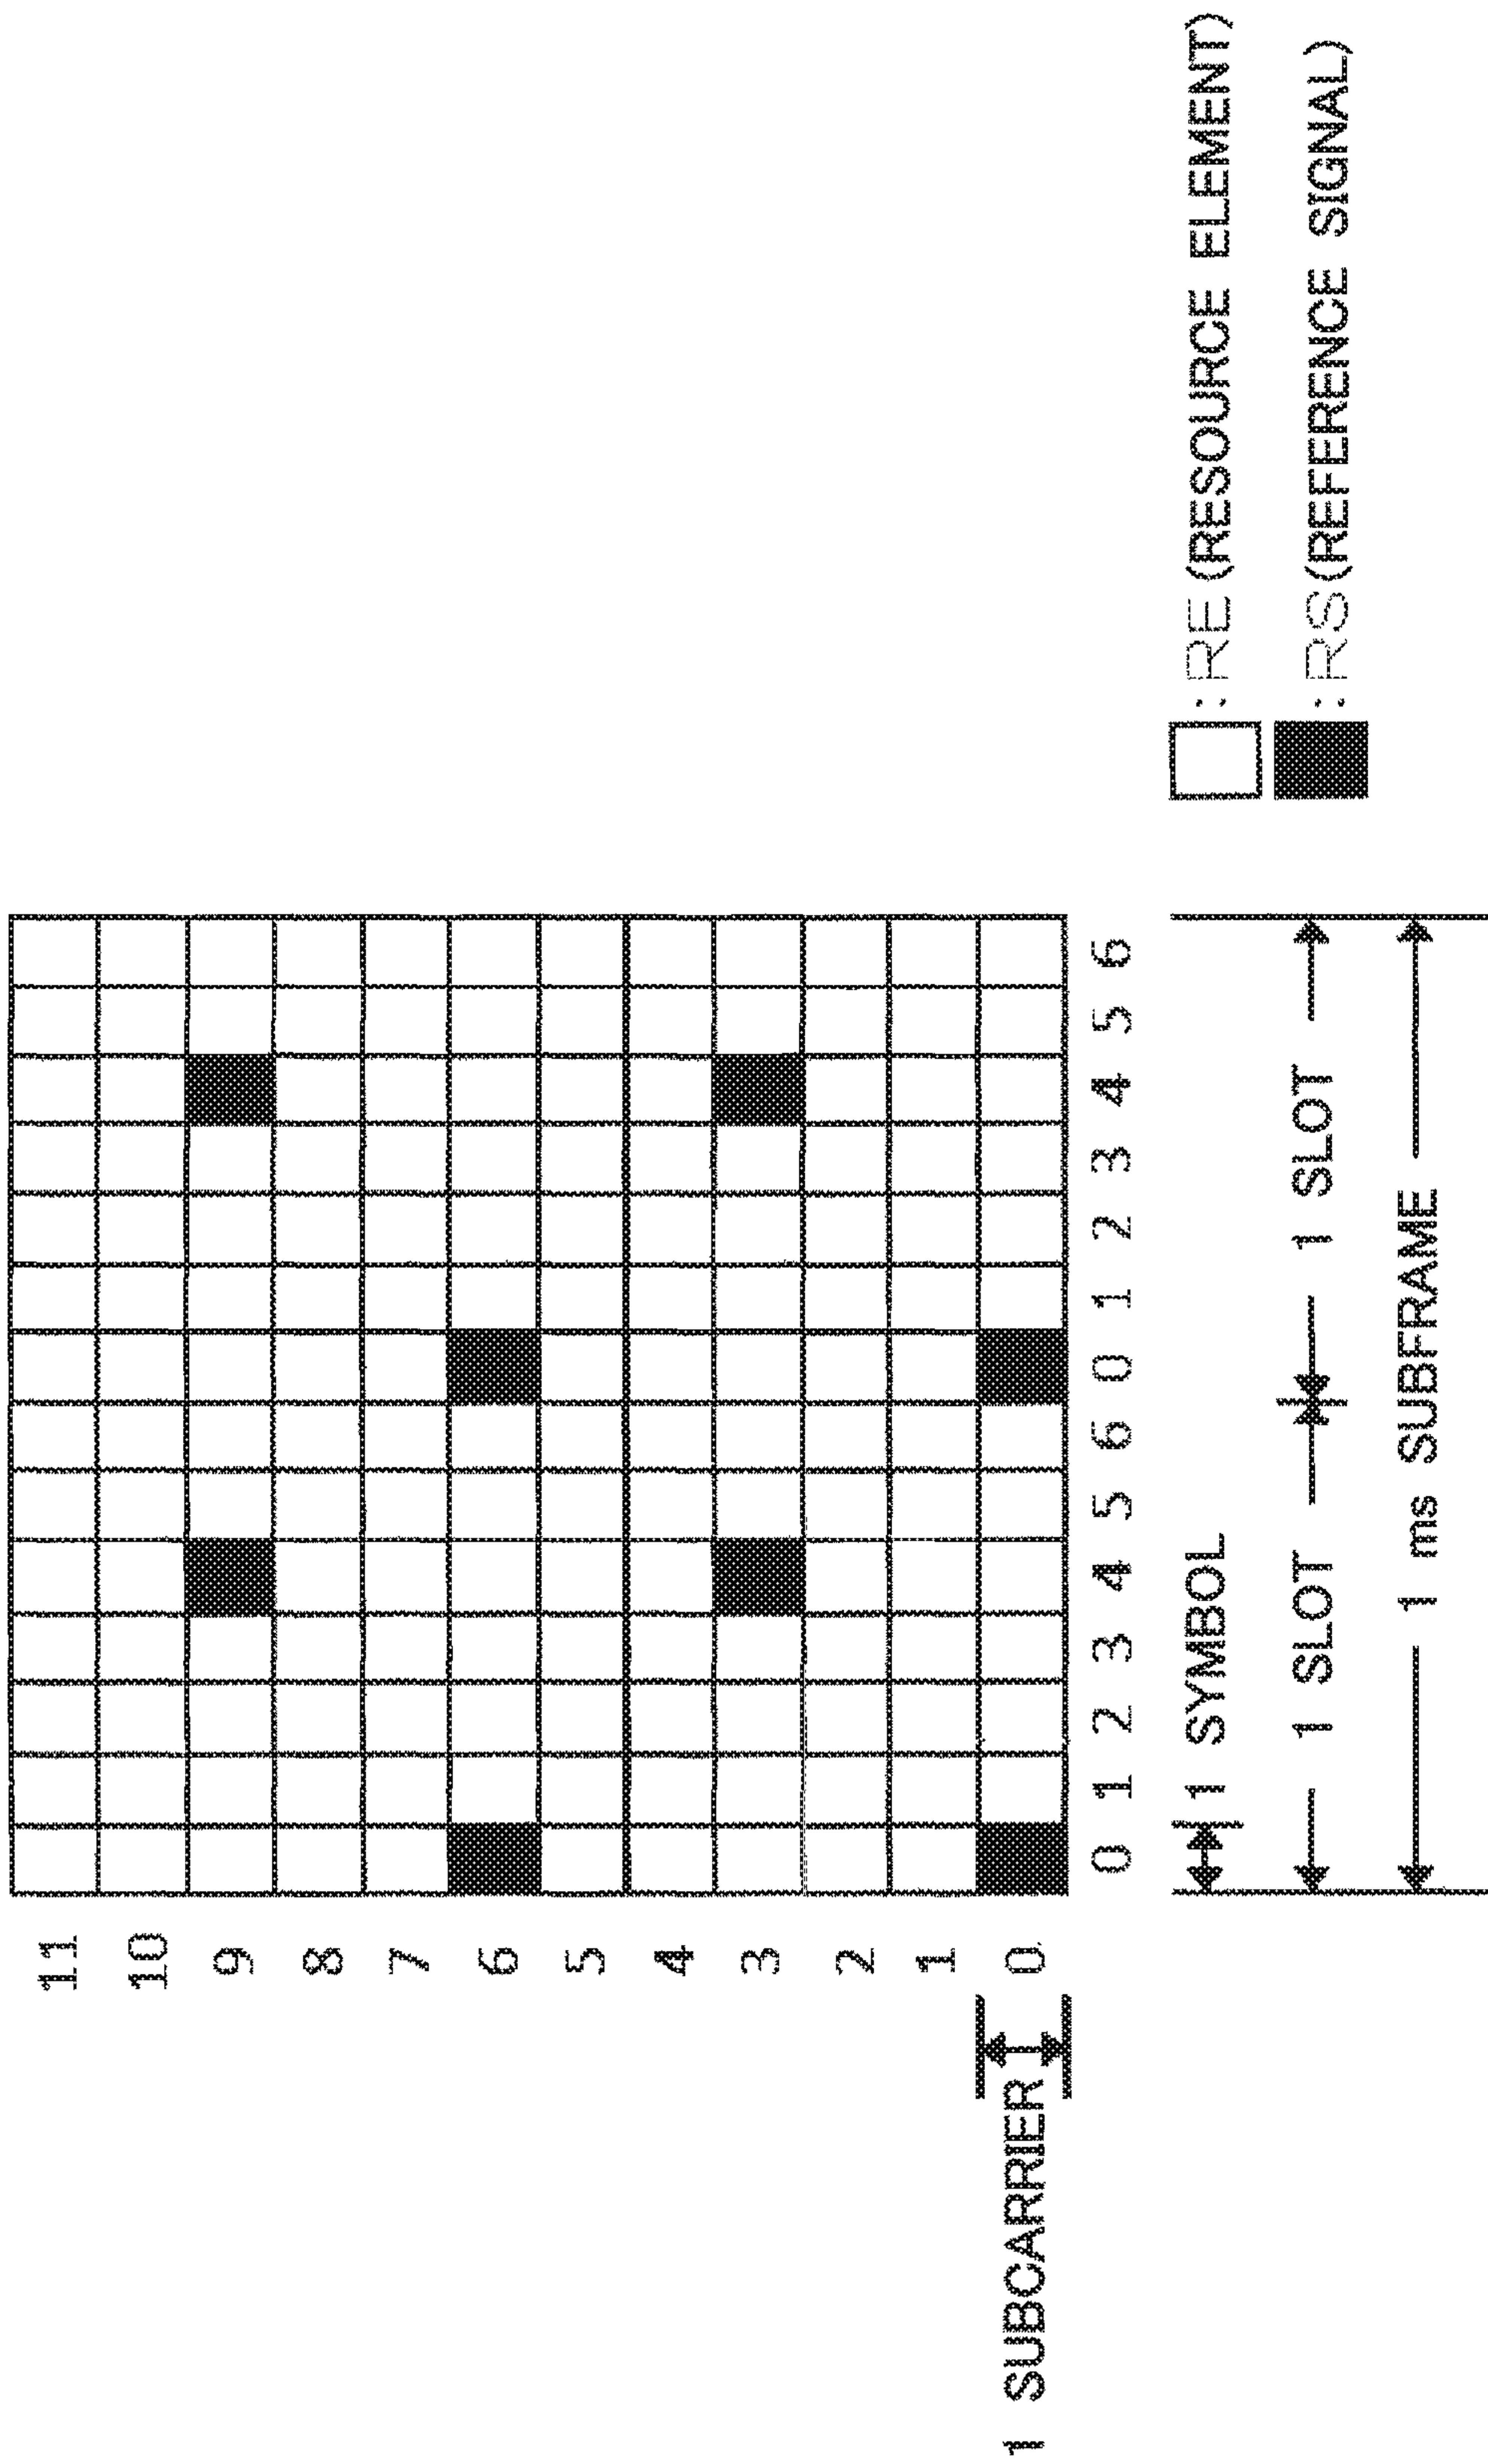 11
10
9
8
7
6
5
4
3
2
1
0
1 SUBCARRIER
0 1 2 3 4 5 6 0 1 2 3 4 5 6
1 SYMBOL
1 SLOT 1 SLOT
1 ms SUBFRAME
: RE (RESOURCE ELEMENT)
: RS (REFERENCE SIGNAL)